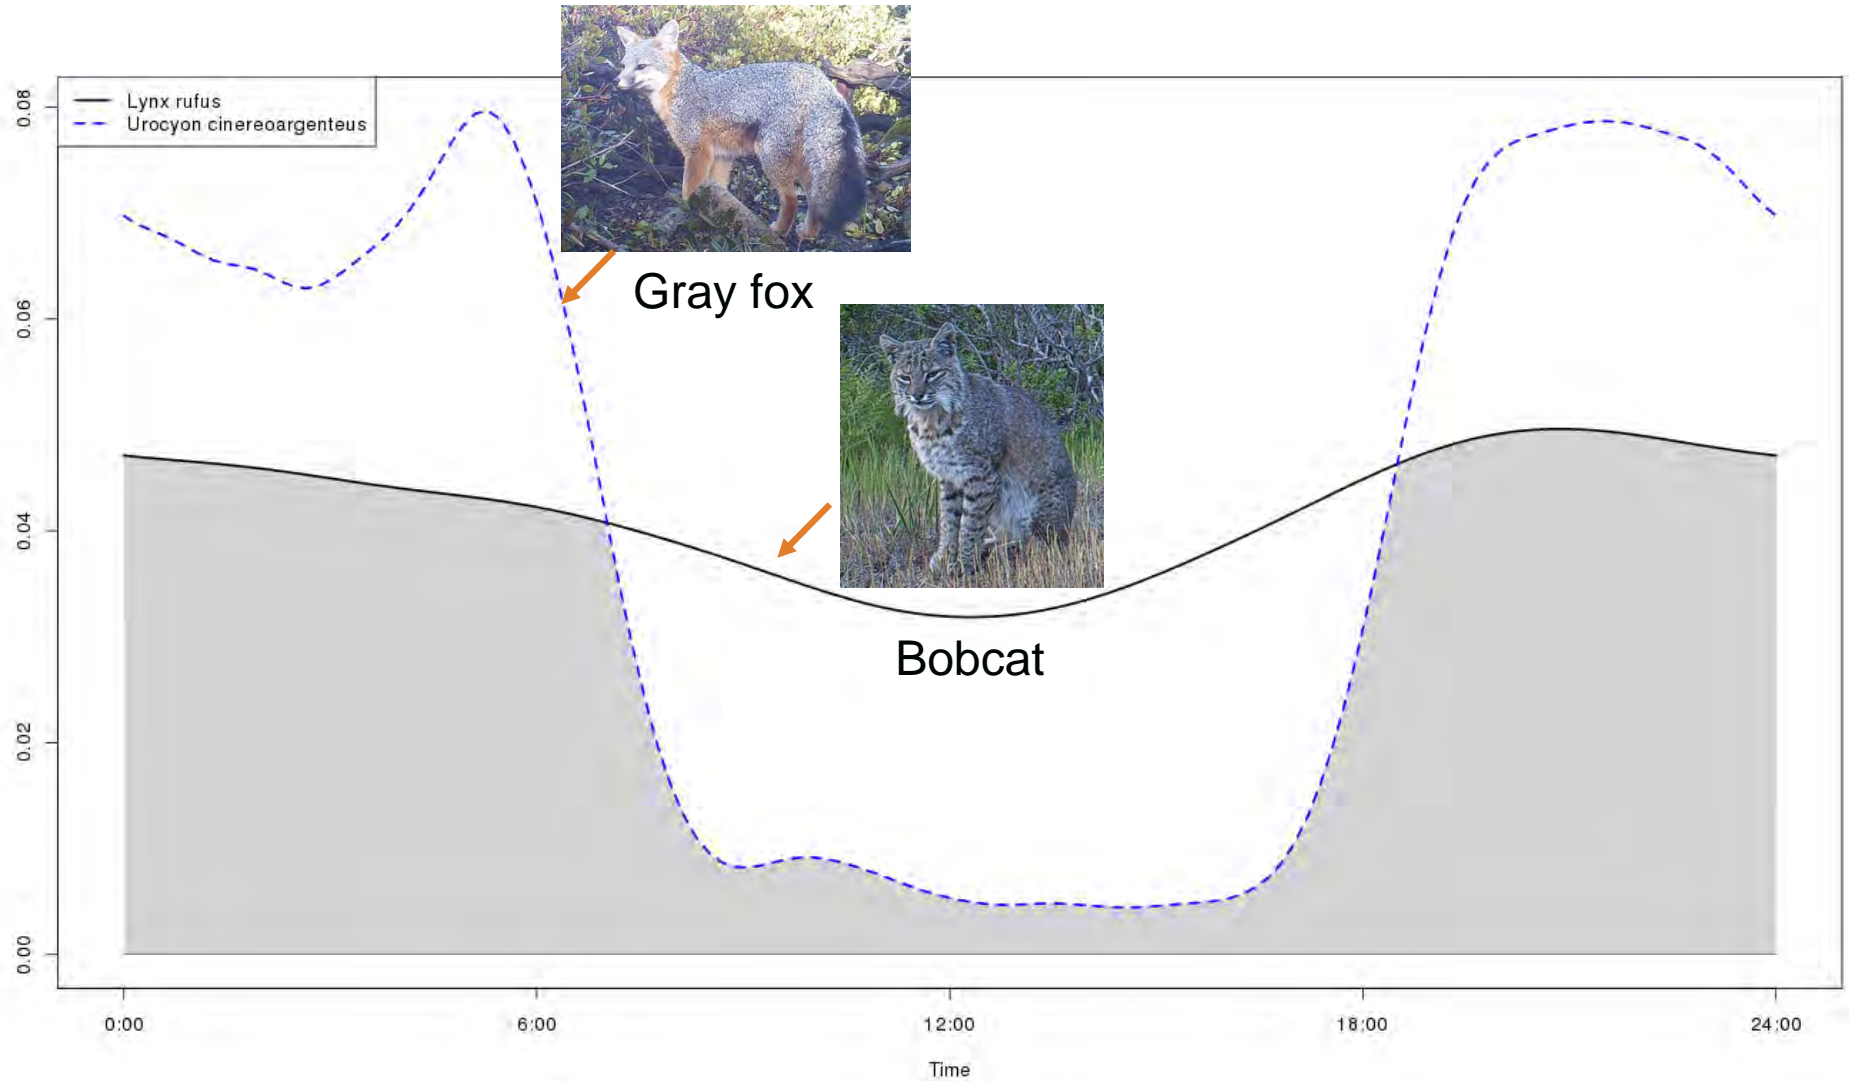 Lynx rufus
Urocyon cinereoargenteus
Gray fox
Bobcat
0.08
0.06
0.04
0.02
0.00
0:00 6:00 12:00 18:00 24:00
Time